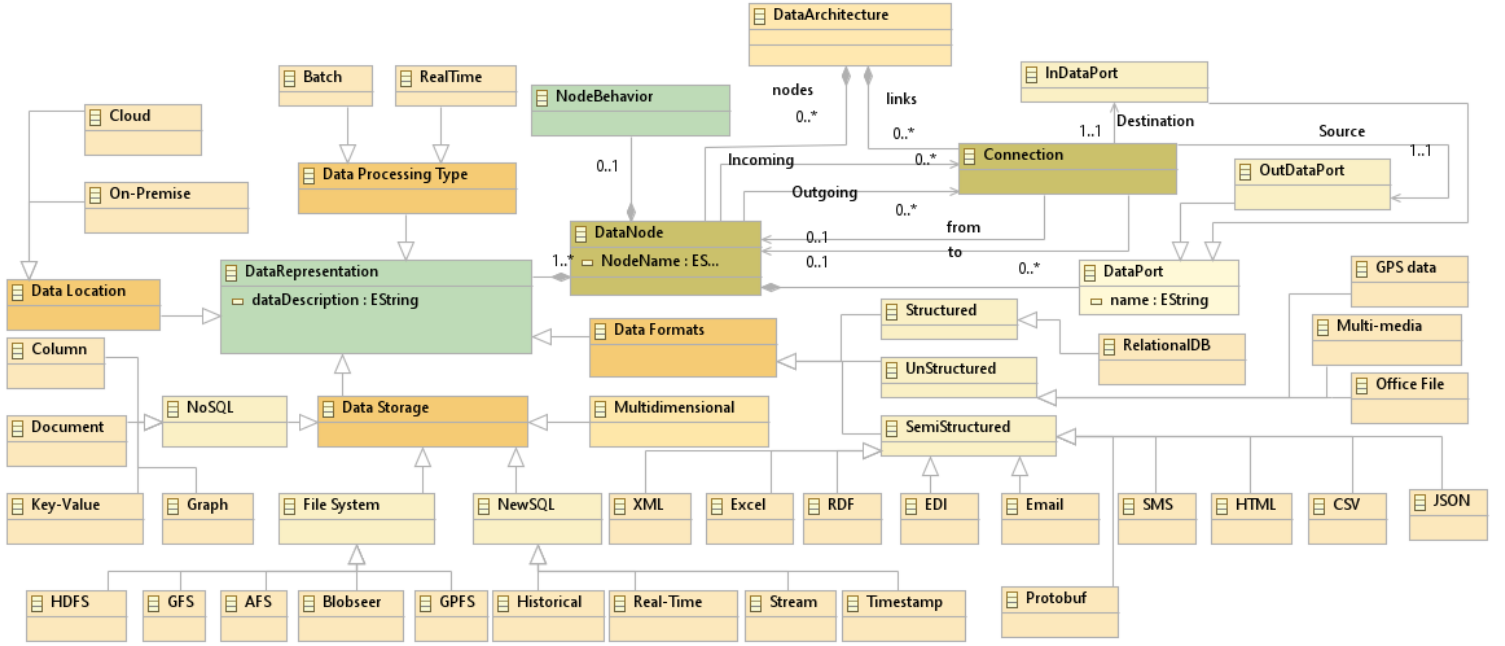 DataArchitecture
Batch
RealTime
InDataPort
NodeBehavior
nodes
links
Cloud
0..*
Destination
0..*
1..1
Source
1..1
0..1
Incoming
0..*
Connection
Data Processing Type
OutDataPort
On-Premise
Outgoing
0..*
DataNode
from
0..1
NodeName : ES...
to
1..*
0..1
0..*
DataRepresentation
DataPort
GPS data
dataDescription : EString
name : EString
Data Location
Structured
Data Formats
Multi-media
RelationalDB
Column
UnStructured
Office File
NoSQL
Data Storage
Multidimensional
Document
SemiStructured
Key-Value
Graph
File System
NewSQL
XML
Excel
RDF
EDI
Email
SMS
HTML
CSV
JSON
HDFS
GFS
AFS
Blobseer
GPFS
Historical
Real-Time
Stream
Timestamp
Protobuf